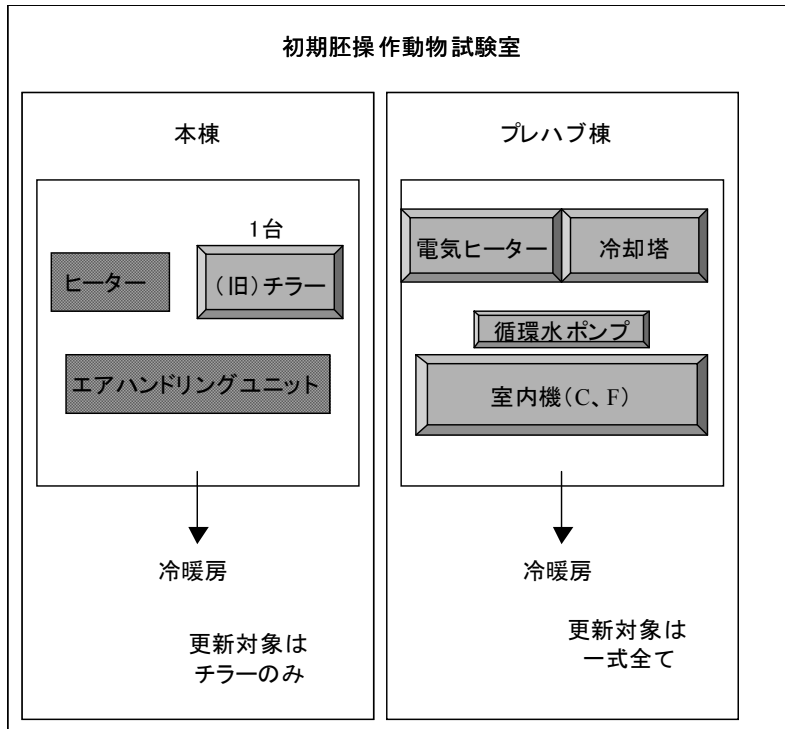 初期胚操作動物試験室
本棟
1台
ヒーター
(旧)チラー
エアハンドリングユニット
冷暖房
更新対象は
チラーのみ
プレハブ棟
電気ヒーター
冷却塔
循環水ポンプ
室内機(C、F)
冷暖房
更新対象は
一式全て